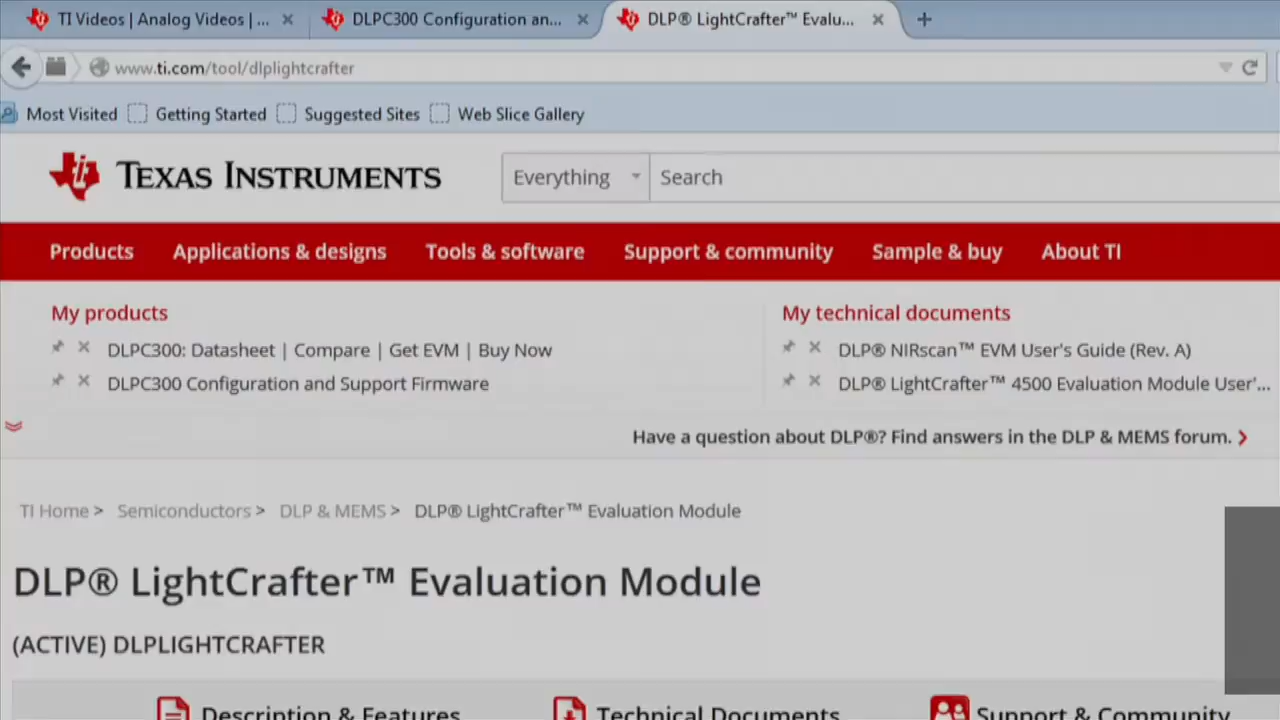 TI Videos | Analog Videos | ...
DLPC300 Configuration an...
DLP® LightCrafter™ Evalu...
www.ti.com/tool/dlplightcrafter
Most Visited Getting Started Suggested Sites Web Slice Gallery
TEXAS INSTRUMENTS
Everything Search
Products Applications & designs Tools & software Support & community Sample & buy About TI
My products
DLPC300: Datasheet | Compare | Get EVM | Buy Now
DLPC300 Configuration and Support Firmware
My technical documents
DLP® NIRscan™ EVM User's Guide (Rev. A)
DLP® LightCrafter™ 4500 Evaluation Module User'...
Have a question about DLP®? Find answers in the DLP & MEMS forum.
TI Home > Semiconductors > DLP & MEMS > DLP® LightCrafter™ Evaluation Module
DLP® LightCrafter™ Evaluation Module
(ACTIVE) DLPLIGHTCRAFTER
Description & Features Technical Documents Support & Community